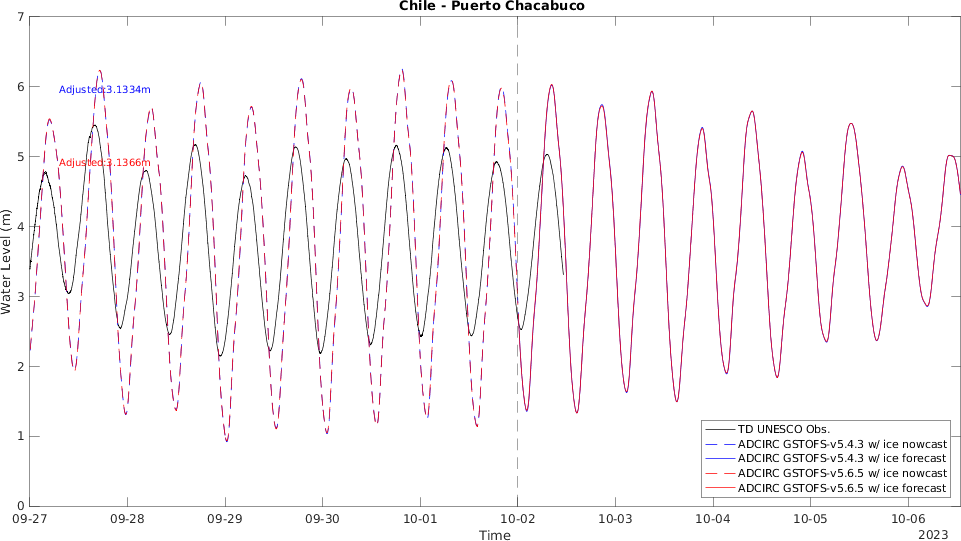 Chile - Puerto Chacabuco
7
6
5
4
3
2
1
0
Water Level (m)
Adjusted:3.1334m
Adjusted:3.1366m
TD UNESCO Obs.
ADCIRC GSTOFS-v5.4.3 w/ ice nowcast
ADCIRC GSTOFS-v5.4.3 w/ ice forecast
ADCIRC GSTOFS-v5.6.5 w/ ice nowcast
ADCIRC GSTOFS-v5.6.5 w/ ice forecast
09-27 09-28 09-29 09-30 10-01 10-02 10-03 10-04 10-05 10-06
Time
2023